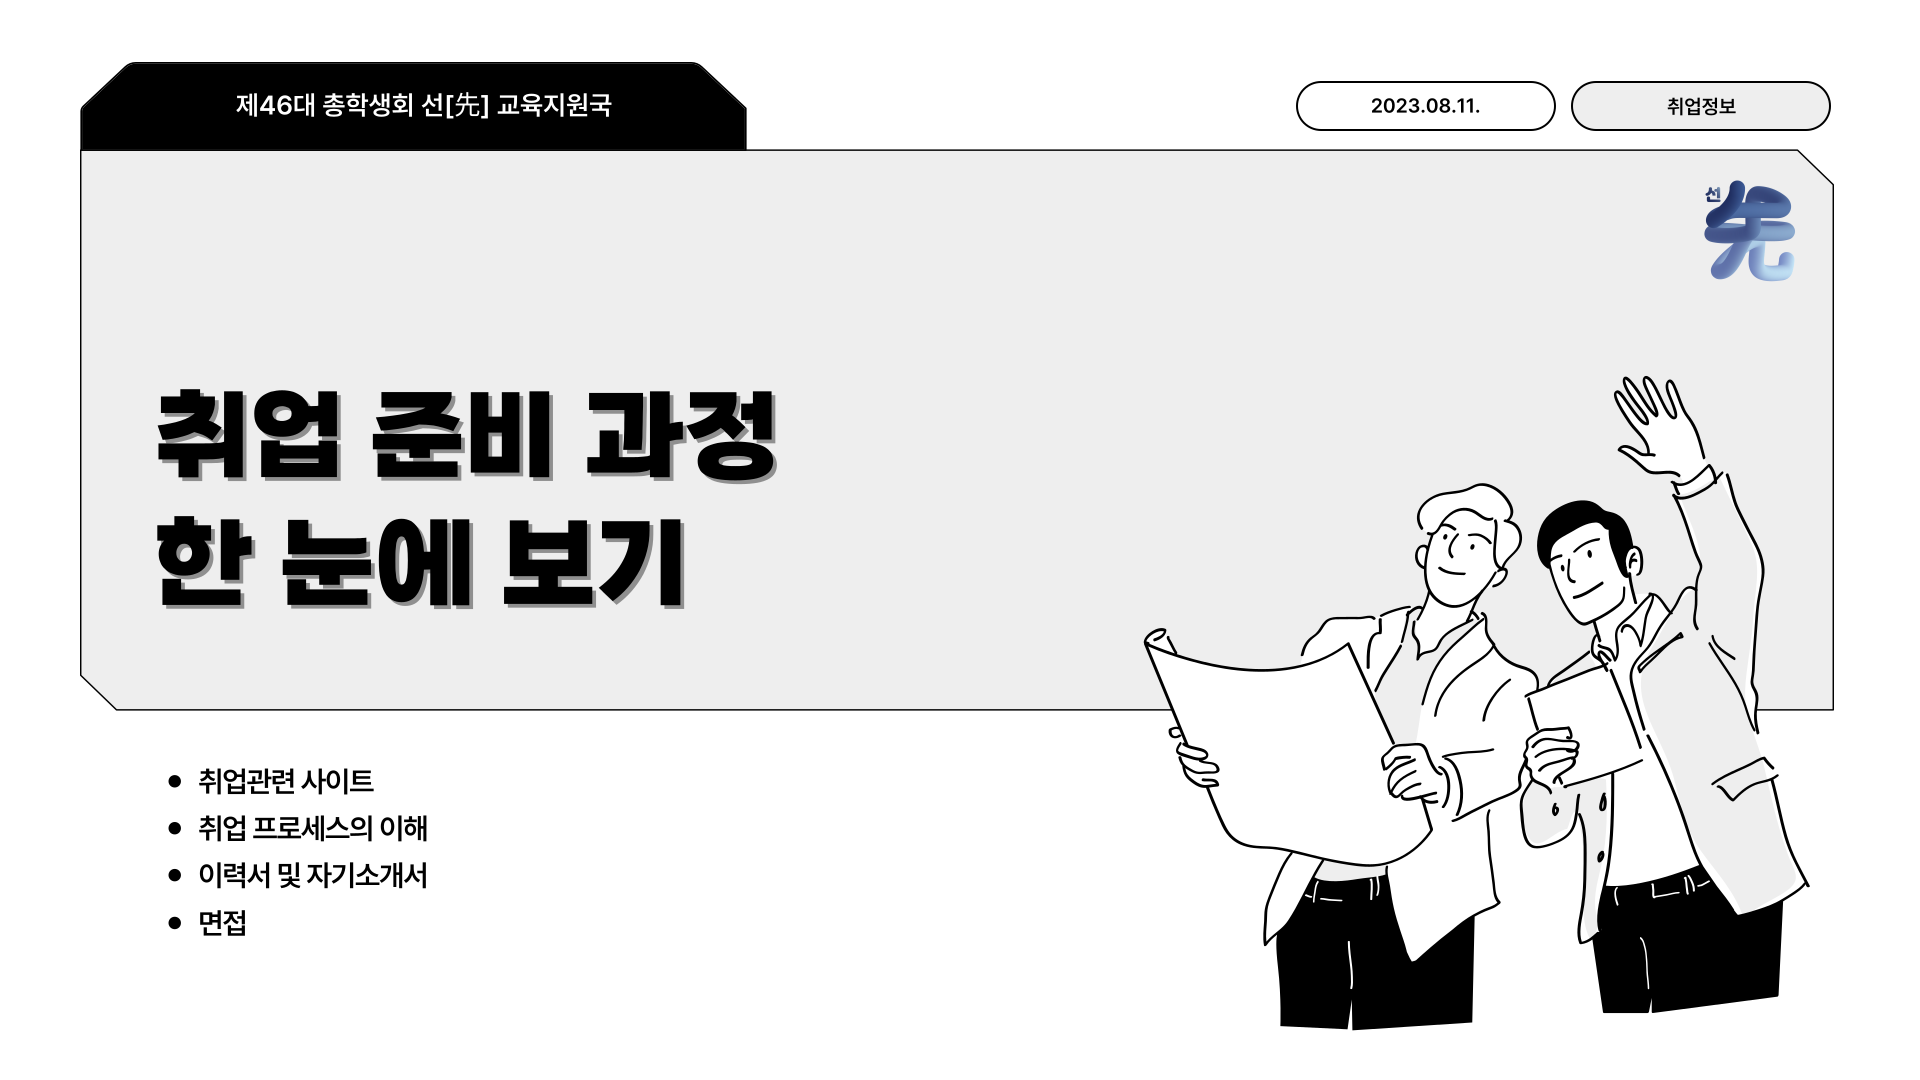 제46대 총학생회 선[先] 교육지원국
2023.08.11.
취업정보
선
先
취업 준비 과정
한 눈에 보기
• 취업관련 사이트
• 취업 프로세스의 이해
• 이력서 및 자기소개서
• 면접